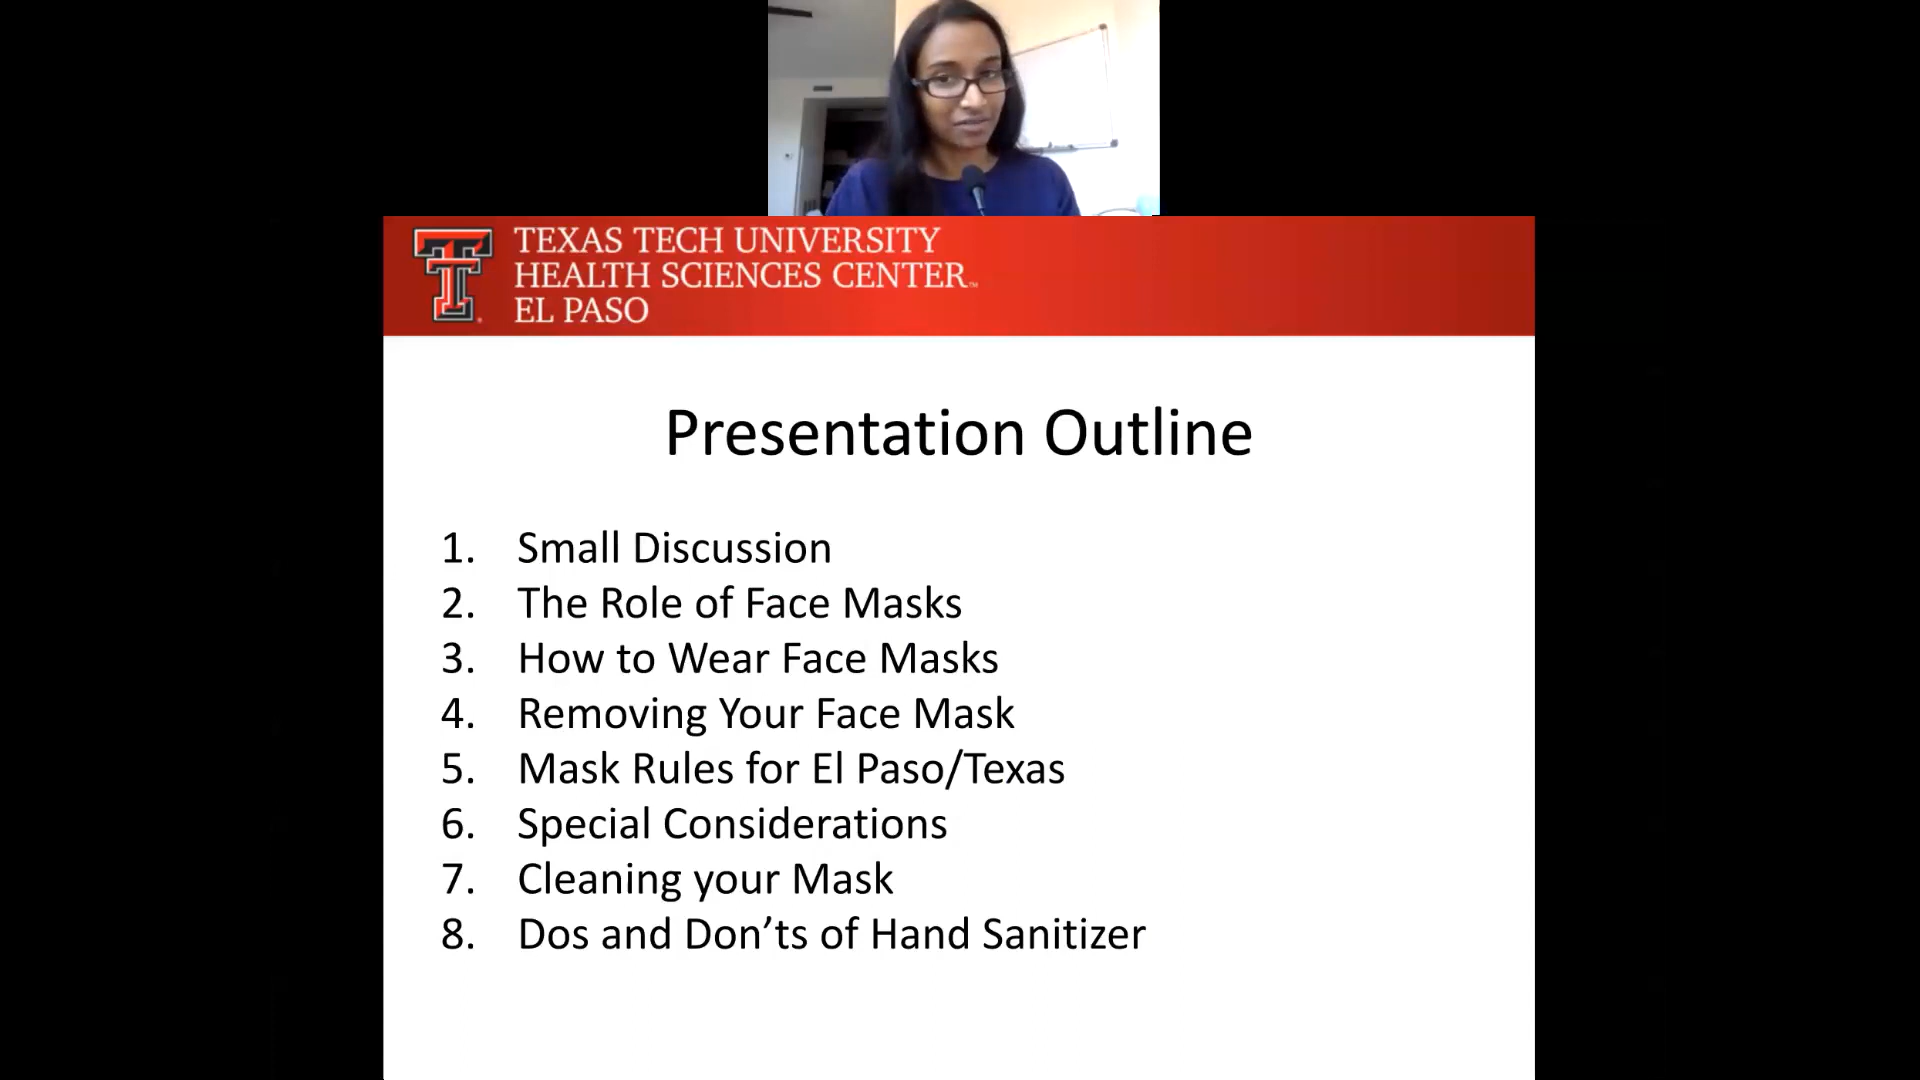 TEXAS TECH UNIVERSITY
HEALTH SCIENCES CENTER™
EL PASO
Presentation Outline
1. Small Discussion
2. The Role of Face Masks
3. How to Wear Face Masks
4. Removing Your Face Mask
5. Mask Rules for El Paso/Texas
6. Special Considerations
7. Cleaning your Mask
8. Dos and Don’ts of Hand Sanitizer